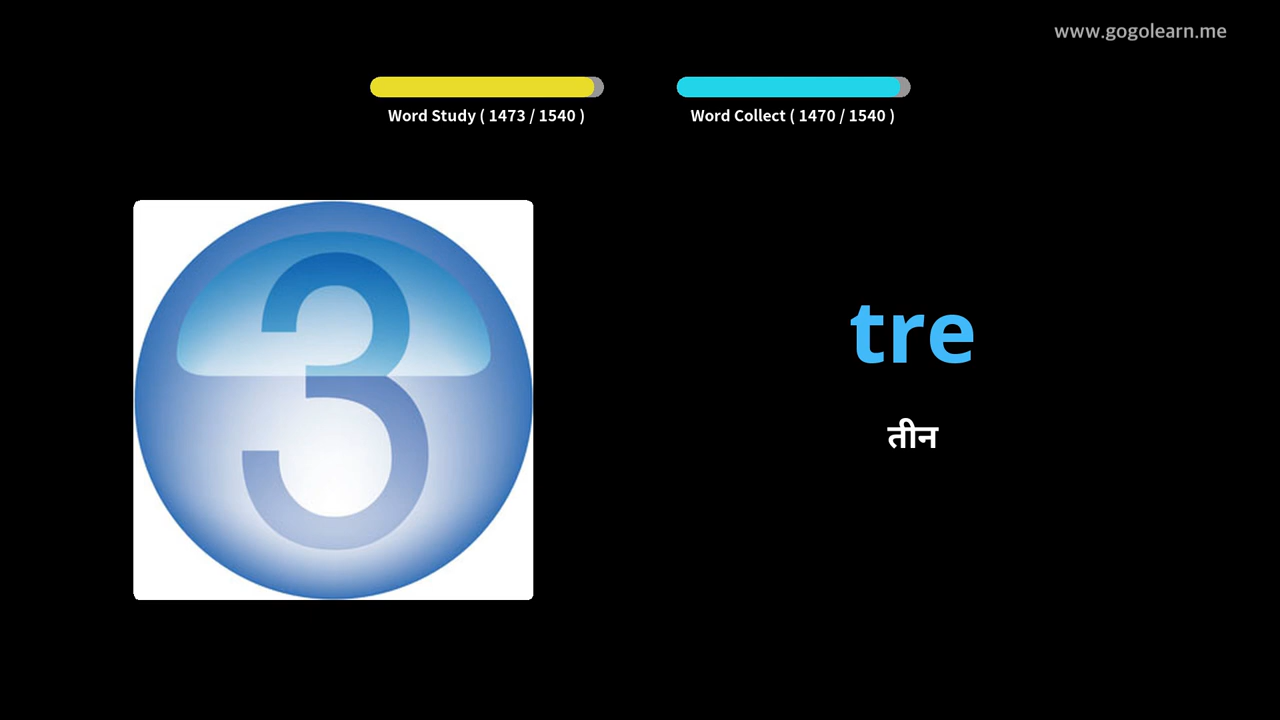 www.gogolearn.me
Word Study ( 1473 / 1540 )
Word Collect ( 1470 / 1540 )
3
tre
तीन